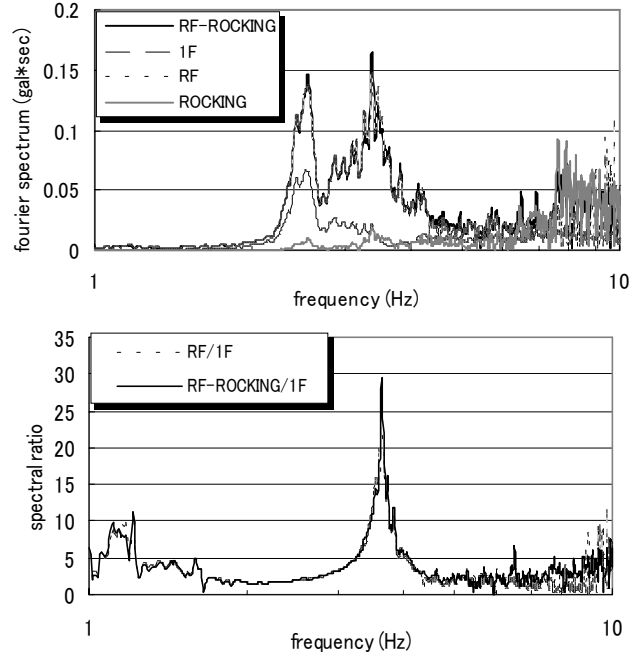 0.2
0.15
0.1
0.05
0
fourier spectrum (gal*sec)
RF-ROCKING
1F
RF
ROCKING
1
10
frequency (Hz)
35
30
25
20
15
10
5
0
spectral ratio
RF/1F
RF-ROCKING/1F
1
10
frequency (Hz)